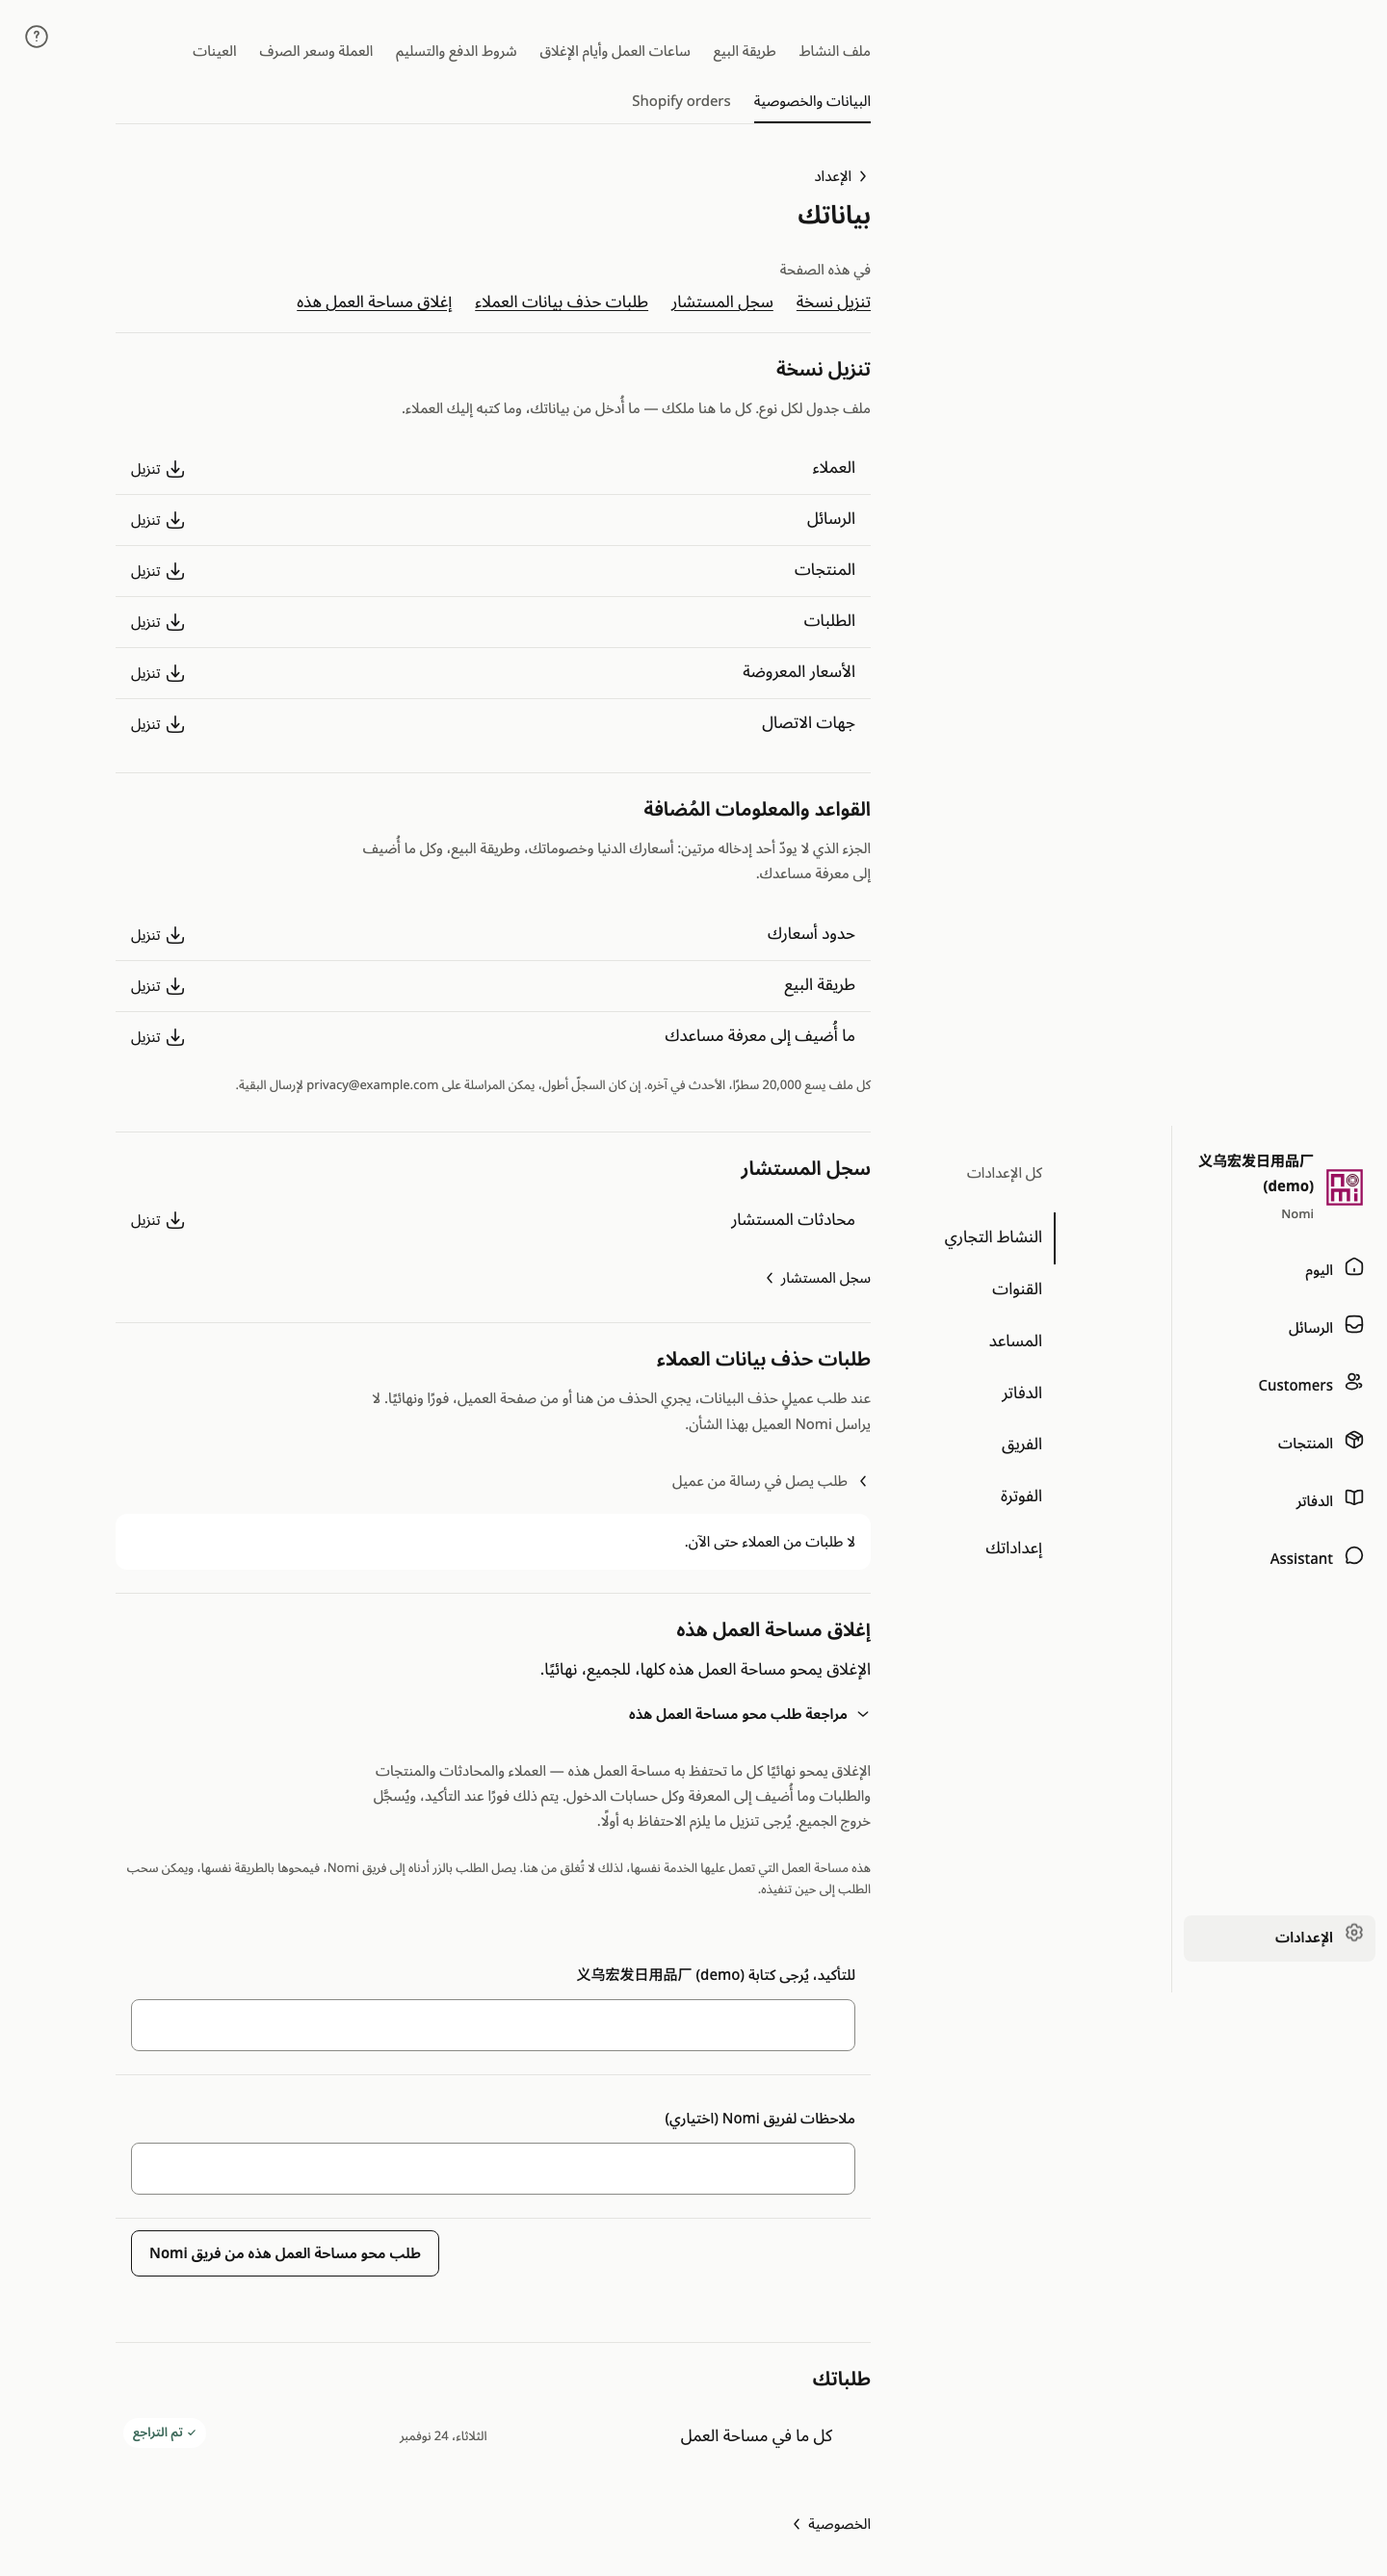 ملف النشاط
طريقة البيع
ساعات العمل وأيام الإغلاق
شروط الدفع والتسليم
العملة وسعر الصرف
العينات
البيانات والخصوصية
Shopify orders
الإعداد
بياناتك
في هذه الصفحة
تنزيل نسخة
سجل المستشار
طلبات حذف بيانات العملاء
إغلاق مساحة العمل هذه
تنزيل نسخة
ملف جدول لكل نوع. كل ما هنا ملكك — ما أُدخل من بياناتك، وما كتبه إليك العملاء.
العملاء
تنزيل
الرسائل
تنزيل
المنتجات
تنزيل
الطلبات
تنزيل
الأسعار المعروضة
تنزيل
جهات الاتصال
تنزيل
القواعد والمعلومات المُضافة
الجزء الذي لا يودّ أحد إدخاله مرتين: أسعارك الدنيا وخصوماتك، وطريقة البيع، وكل ما أُضيف
إلى معرفة مساعدك.
حدود أسعارك
تنزيل
طريقة البيع
تنزيل
ما أُضيف إلى معرفة مساعدك
تنزيل
كل ملف يسع 20,000 سطرًا، الأحدث في آخره. إن كان السجلّ أطول، يمكن المراسلة على privacy@example.com لإرسال البقية.
سجل المستشار
محادثات المستشار
تنزيل
سجل المستشار
طلبات حذف بيانات العملاء
عند طلب عميلٍ حذف البيانات، يجري الحذف من هنا أو من صفحة العميل، فورًا ونهائيًا. لا
يراسل Nomi العميل بهذا الشأن.
طلب يصل في رسالة من عميل
لا طلبات من العملاء حتى الآن.
إغلاق مساحة العمل هذه
الإغلاق يمحو مساحة العمل هذه كلها، للجميع، نهائيًا.
مراجعة طلب محو مساحة العمل هذه
الإغلاق يمحو نهائيًا كل ما تحتفظ به مساحة العمل هذه — العملاء والمحادثات والمنتجات
والطلبات وما أُضيف إلى المعرفة وكل حسابات الدخول. يتم ذلك فورًا عند التأكيد، ويُسجَّل
خروج الجميع. يُرجى تنزيل ما يلزم الاحتفاظ به أولًا.
هذه مساحة العمل التي تعمل عليها الخدمة نفسها، لذلك لا تُغلق من هنا. يصل الطلب بالزر أدناه إلى فريق Nomi، فيمحوها بالطريقة نفسها، ويمكن سحب
الطلب إلى حين تنفيذه.
للتأكيد، يُرجى كتابة 义乌宏发日用品厂 (demo)
ملاحظات لفريق Nomi (اختياري)
طلب محو مساحة العمل هذه من فريق Nomi
طلباتك
كل ما في مساحة العمل
الثلاثاء، 24 نوفمبر
تم التراجع
الخصوصية
كل الإعدادات
النشاط التجاري
القنوات
المساعد
الدفاتر
الفريق
الفوترة
إعداداتك
义乌宏发日用品厂
(demo)
Nomi
اليوم
الرسائل
Customers
المنتجات
الدفاتر
Assistant
الإعدادات